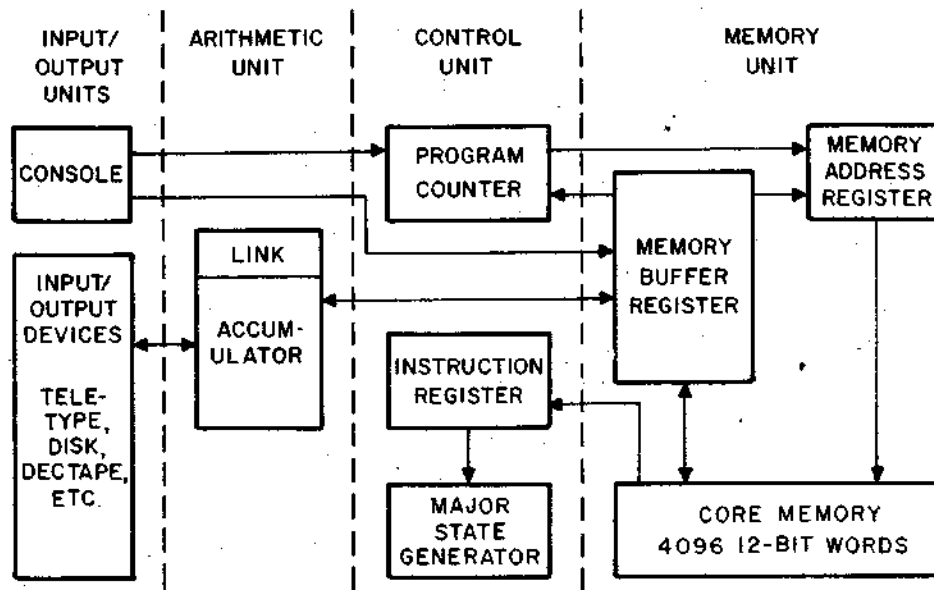 INPUT/
OUTPUT
UNITS
ARITHMETIC
UNIT
CONTROL
UNIT
MEMORY
UNIT
CONSOLE
PROGRAM
COUNTER
MEMORY
ADDRESS
REGISTER
LINK
ACCUM-
ULATOR
MEMORY
BUFFER
REGISTER
INPUT/
OUTPUT
DEVICES
TELE-
TYPE,
DISK,
DECTAPE,
ETC.
INSTRUCTION
REGISTER
MAJOR
STATE
GENERATOR
CORE MEMORY
4096 12-BIT WORDS